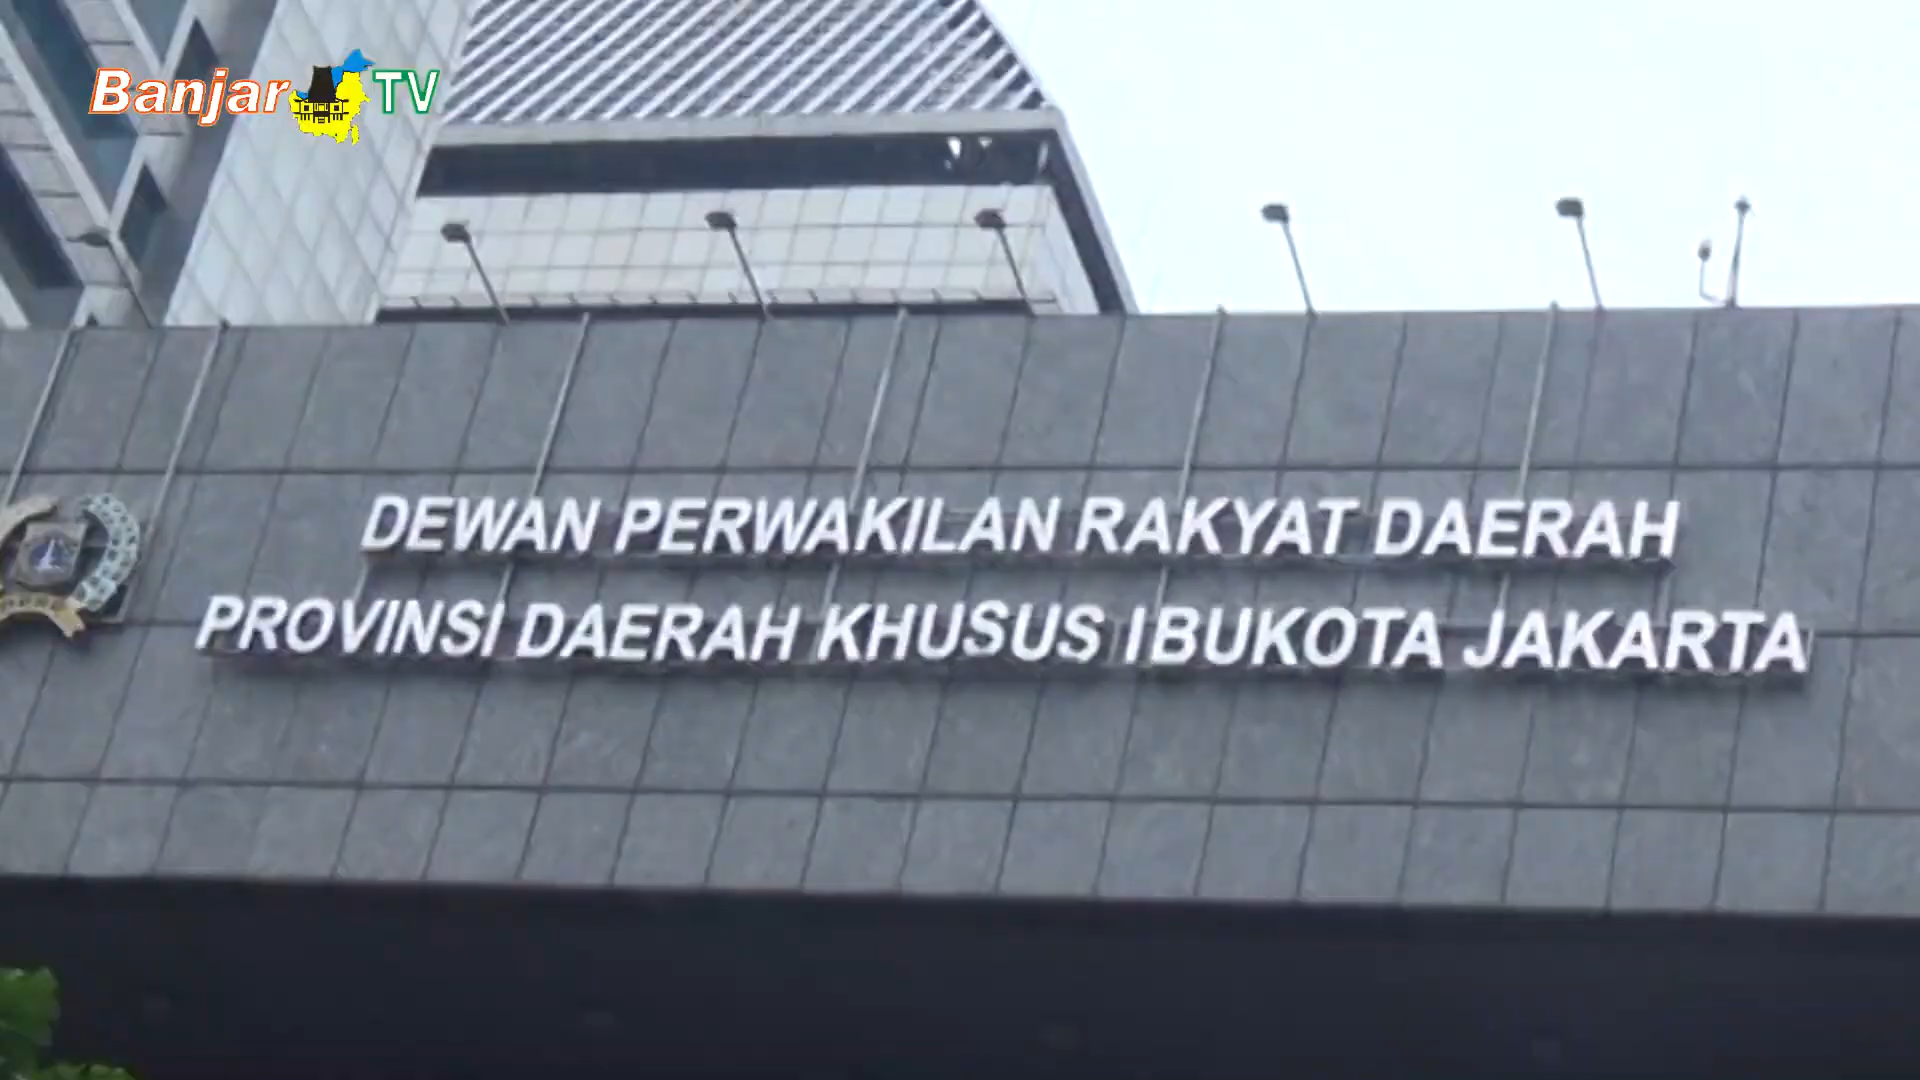 Banjar TV
DEWAN PERWAKILAN RAKYAT DAERAH
PROVINSI DAERAH KHUSUS IBUKOTA JAKARTA